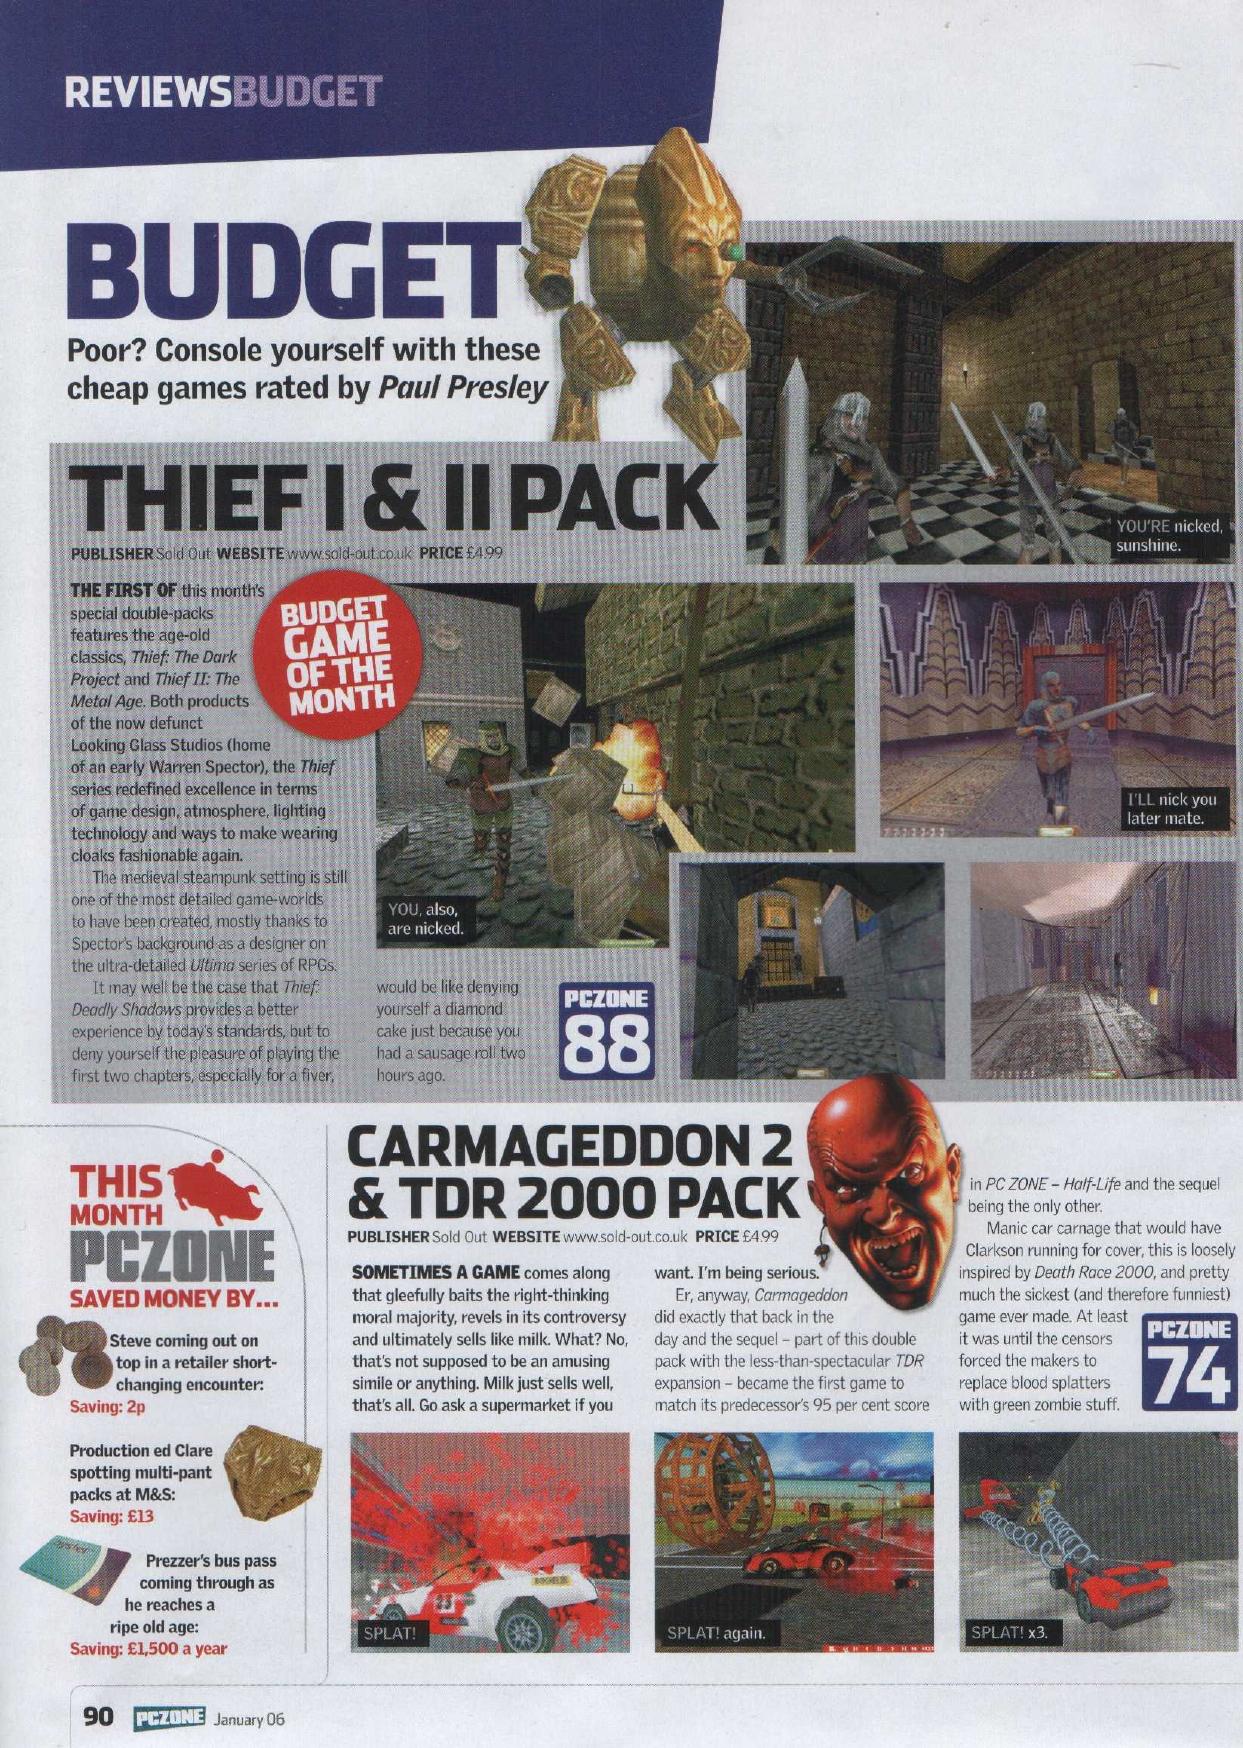 REVIEWSBUDGET
BUDGET
Poor? Console yourself with these
cheap games rated by Paul Presley
THIEF I & II PACK
PUBLISHER Sold Out WEBSITE www.sold-out.co.uk PRICE £4.99
THE FIRST OF this month's
special double-packs
features the age-old
classics, Thief: The Dark
Project and Thief II: The
Metal Age. Both products
of the now defunct
Looking Glass Studios (home
of an early Warren Spector), the Thief
series redefined excellence in terms
of game design, atmosphere, lighting
technology and ways to make wearing
cloaks fashionable again.
The medieval steampunk setting is still
one of the most detailed game-worlds
to have been created, mostly thanks to
Spector's background as a designer on
the ultra-detailed Ultima series of RPGs.
It may well be the case that Thief:
Deadly Shadows provides a better
experience by today's standards, but to
deny yourself the pleasure of playing the
first two chapters, especially for a fiver,
would be like denying
yourself a diamond
cake just because you
had a sausage roll two
hours ago.
BUDGET
GAME
OF THE
MONTH
YOU'RE nicked,
sunshine.
I'LL nick you
later mate.
YOU, also,
are nicked.
PCZONE
88
THIS
MONTH
PCZONE
SAVED MONEY BY...
Steve coming out on
top in a retailer short-
changing encounter:
Saving: 2p
Production ed Clare
spotting multi-pant
packs at M&S:
Saving: £13
Prezzer's bus pass
coming through as
he reaches a
ripe old age:
Saving: £1,500 a year
CARMAGEDDON 2
& TDR 2000 PACK
PUBLISHER Sold Out WEBSITE www.sold-out.co.uk PRICE £4.99
SOMETIMES A GAME comes along
that gleefully baits the right-thinking
moral majority, revels in its controversy
and ultimately sells like milk. What? No,
that's not supposed to be an amusing
simile or anything. Milk just sells well,
that's all. Go ask a supermarket if you
want. I'm being serious.
Er, anyway, Carmageddon
did exactly that back in the
day and the sequel – part of this double
pack with the less-than-spectacular TDR
expansion – became the first game to
match its predecessor's 95 per cent score
in PC ZONE – Half-Life and the sequel
being the only other.
Manic car carnage that would have
Clarkson running for cover, this is loosely
inspired by Death Race 2000, and pretty
much the sickest (and therefore funniest)
game ever made. At least
it was until the censors
forced the makers to
replace blood splatters
with green zombie stuff.
PCZONE
74
SPLAT!
SPLAT! again.
SPLAT! x3.
90 PCZONE January 06